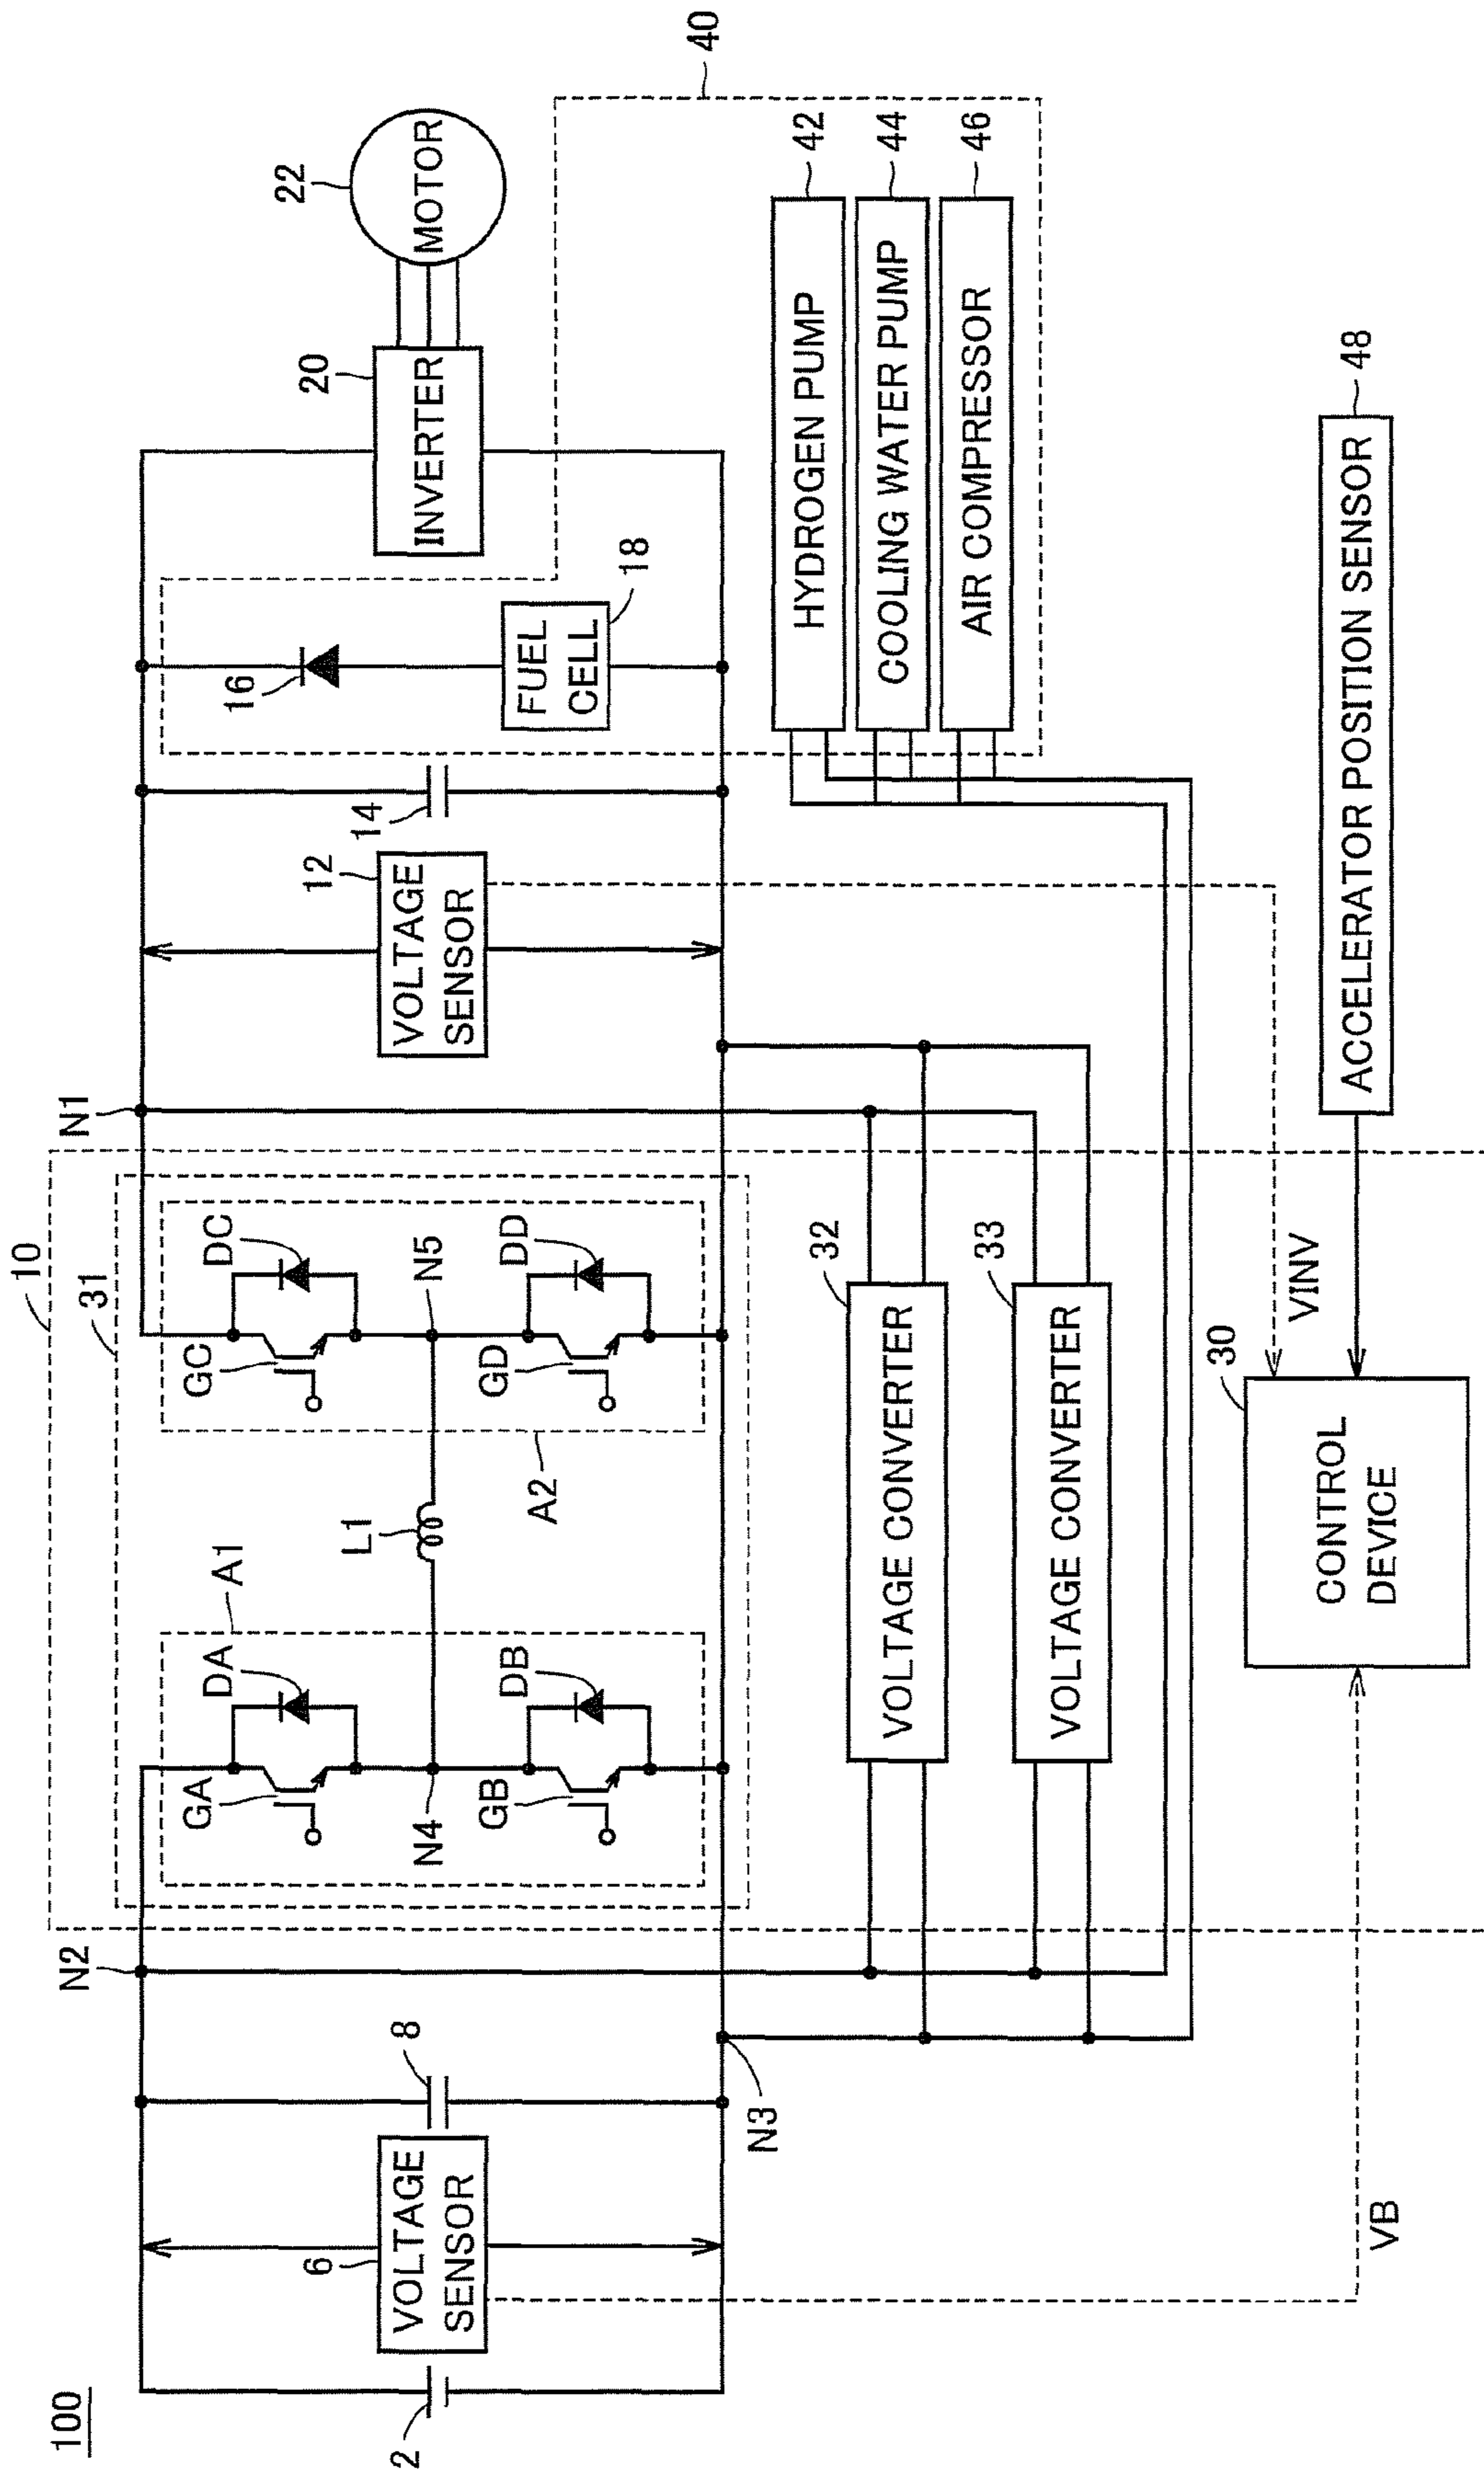 100
10
31
N2
N1
40
A1
A2
DA
GA
DC
GC
L1
N4
N5
DB
GB
DD
GD
2
6
VOLTAGE
SENSOR
8
N3
12
VOLTAGE
SENSOR
14
16
FUEL
CELL
18
20
INVERTER
22
MOTOR
32
VOLTAGE CONVERTER
33
VOLTAGE CONVERTER
HYDROGEN PUMP
42
COOLING WATER PUMP
44
AIR COMPRESSOR
46
VB
30
CONTROL
DEVICE
VINV
ACCELERATOR POSITION SENSOR
48